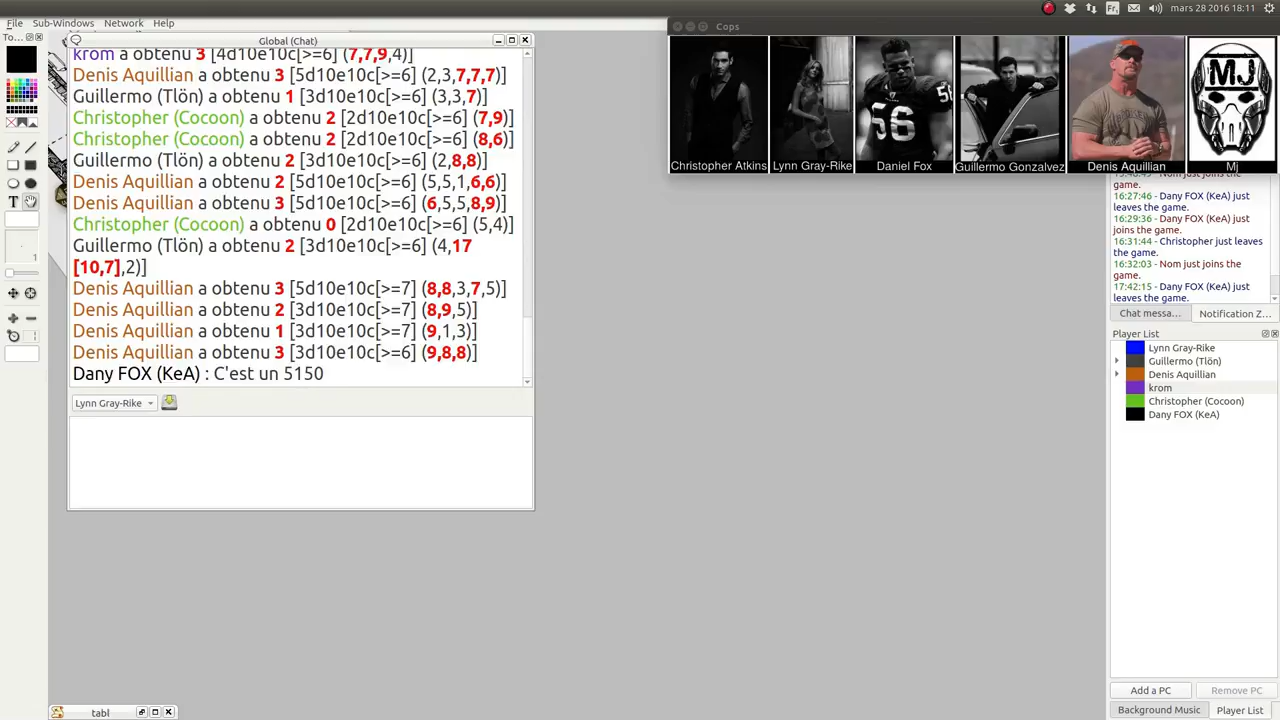 mars 28 2016 18:11
Fr
File Sub-Windows Network Help
To...
Global (Chat)
krom a obtenu 3 [4d10e10c[>=6] (7,7,9,4)]
Denis Aquillian a obtenu 3 [5d10e10c[>=6] (2,3,7,7,7)]
Guillermo (Tlön) a obtenu 1 [3d10e10c[>=6] (3,3,7)]
Christopher (Cocoon) a obtenu 2 [2d10e10c[>=6] (7,9)]
Christopher (Cocoon) a obtenu 2 [2d10e10c[>=6] (8,6)]
Guillermo (Tlön) a obtenu 2 [3d10e10c[>=6] (2,8,8)]
Denis Aquillian a obtenu 2 [5d10e10c[>=6] (5,5,1,6,6)]
Denis Aquillian a obtenu 3 [5d10e10c[>=6] (6,5,5,8,9)]
Christopher (Cocoon) a obtenu 0 [2d10e10c[>=6] (5,4)]
Guillermo (Tlön) a obtenu 2 [3d10e10c[>=6] (4,17
[10,7],2)]
Denis Aquillian a obtenu 3 [5d10e10c[>=7] (8,8,3,7,5)]
Denis Aquillian a obtenu 2 [3d10e10c[>=7] (8,9,5)]
Denis Aquillian a obtenu 1 [3d10e10c[>=7] (9,1,3)]
Denis Aquillian a obtenu 3 [3d10e10c[>=6] (9,8,8)]
Dany FOX (KeA) : C'est un 5150
Lynn Gray-Rike
T
1
tabl
Cops
56
MJ
Christopher Atkins
Lynn Gray-Rike
Daniel Fox
Guillermo Gonzalvez
Denis Aquillian
Mj
Nom just joins the
game.
16:27:46 - Dany FOX (KeA) just
leaves the game.
16:29:36 - Dany FOX (KeA) just
joins the game.
16:31:44 - Christopher just leaves
the game.
16:32:03 - Nom just joins the
game.
17:42:15 - Dany FOX (KeA) just
leaves the game.
Chat messa... Notification Z...
Player List
Lynn Gray-Rike
Guillermo (Tlön)
Denis Aquillian
krom
Christopher (Cocoon)
Dany FOX (KeA)
Add a PC Remove PC
Background Music Player List